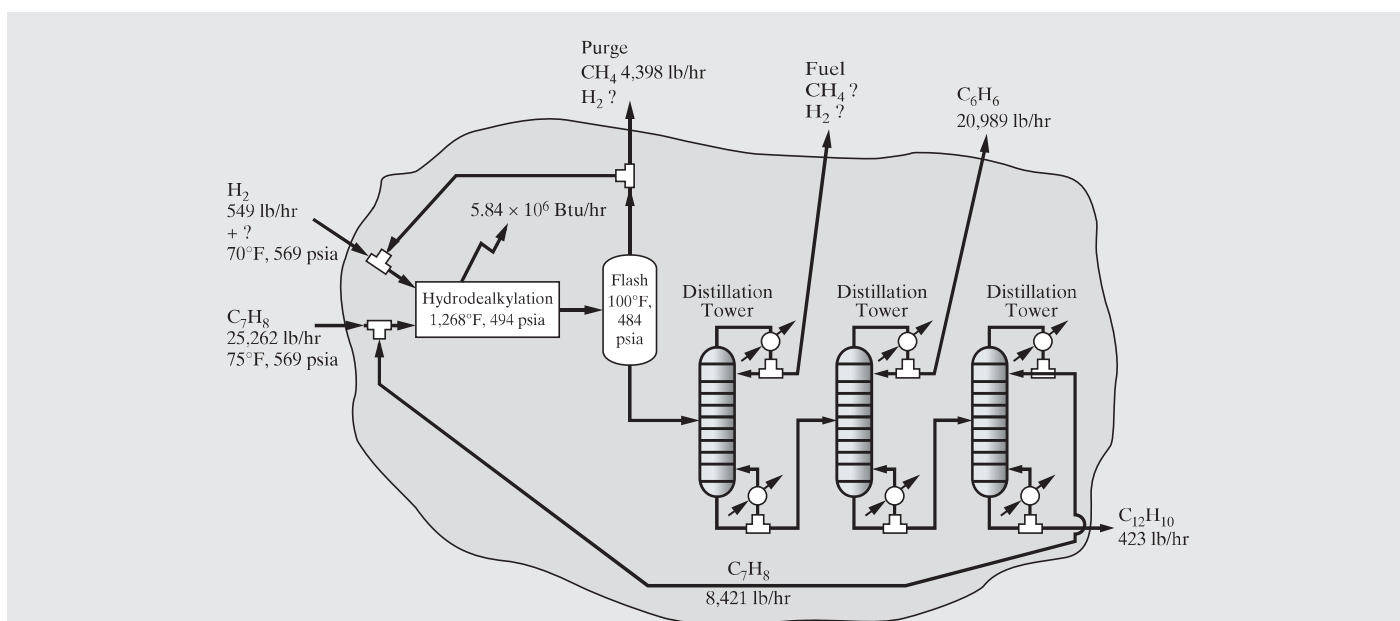 Purge
CH₄ 4,398 lb/hr
H₂ ?
Fuel
CH₄ ?
H₂ ?
C₆H₆
20,989 lb/hr
H₂
549 lb/hr
+ ?
70°F, 569 psia
5.84 × 10⁶ Btu/hr
Hydrodealkylation
1,268°F, 494 psia
Flash
100°F,
484
psia
Distillation
Tower
Distillation
Tower
Distillation
Tower
C₇H₈
25,262 lb/hr
75°F, 569 psia
C₁₂H₁₀
423 lb/hr
C₇H₈
8,421 lb/hr